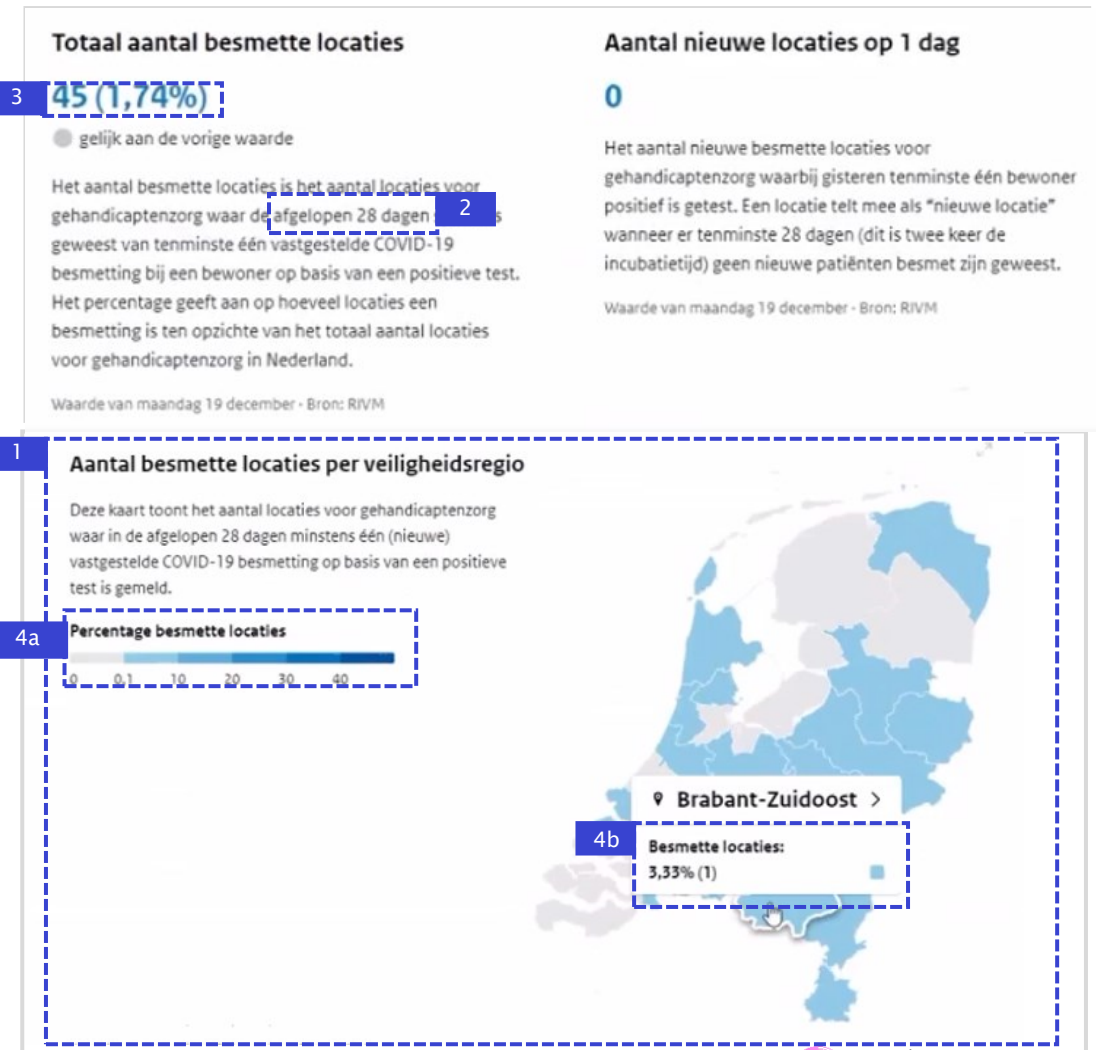 Totaal aantal besmette locaties
3
45 (1,74%)
gelijk aan de vorige waarde
Het aantal besmette locaties is het aantal locaties voor
gehandicaptenzorg waar de afgelopen 28 dagen
2
s
geweest van tenminste één vastgestelde COVID-19
besmetting bij een bewoner op basis van een positieve test.
Het percentage geeft aan op hoeveel locaties een
besmetting is ten opzichte van het totaal aantal locaties
voor gehandicaptenzorg in Nederland.
Waarde van maandag 19 december · Bron: RIVM
Aantal nieuwe locaties op 1 dag
0
Het aantal nieuwe besmette locaties voor
gehandicaptenzorg waarbij gisteren tenminste één bewoner
positief is getest. Een locatie telt mee als “nieuwe locatie”
wanneer er tenminste 28 dagen (dit is twee keer de
incubatietijd) geen nieuwe patiënten besmet zijn geweest.
Waarde van maandag 19 december · Bron: RIVM
1
Aantal besmette locaties per veiligheidsregio
Deze kaart toont het aantal locaties voor gehandicaptenzorg
waar in de afgelopen 28 dagen minstens één (nieuwe)
vastgestelde COVID-19 besmetting op basis van een positieve
test is gemeld.
4a
Percentage besmette locaties
0 0,1 10 20 30 40
Brabant-Zuidoost
4b
Besmette locaties:
3,33% (1)